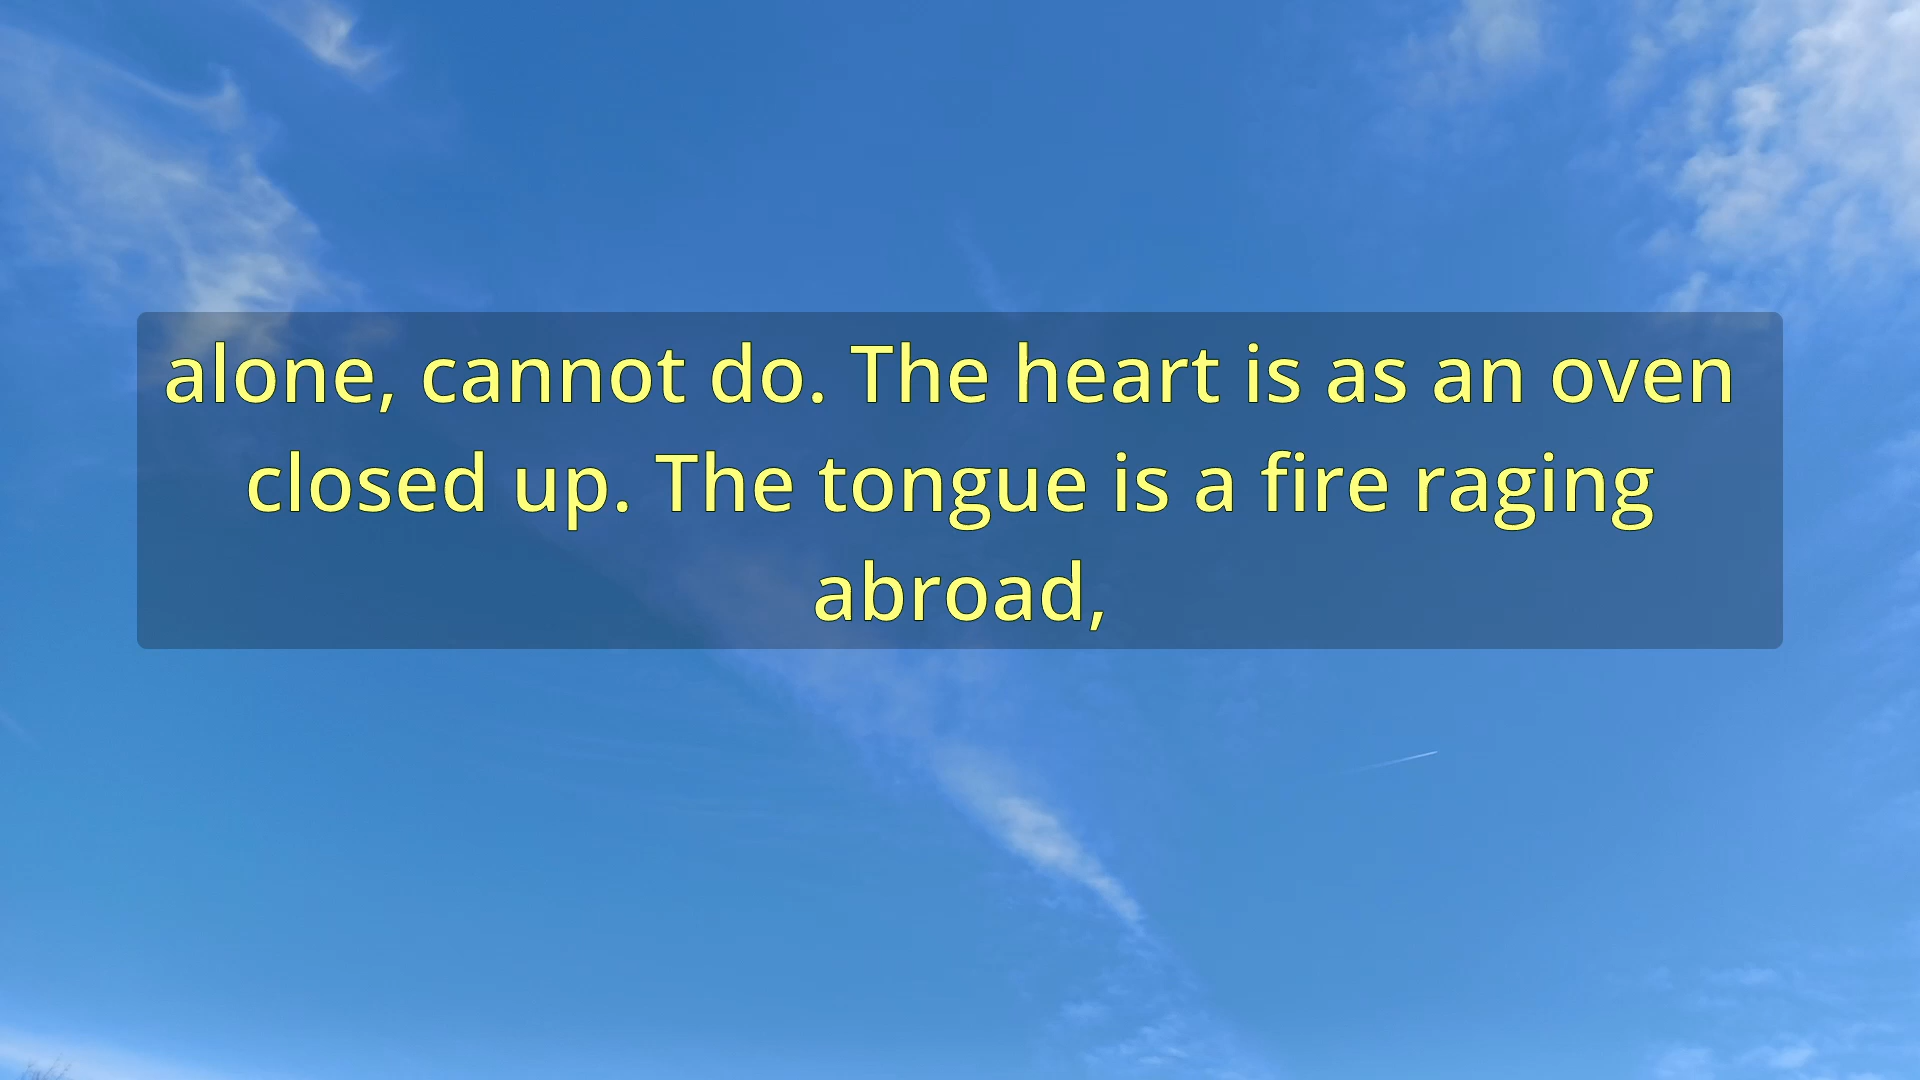 alone, cannot do. The heart is as an oven
closed up. The tongue is a fire raging
abroad,